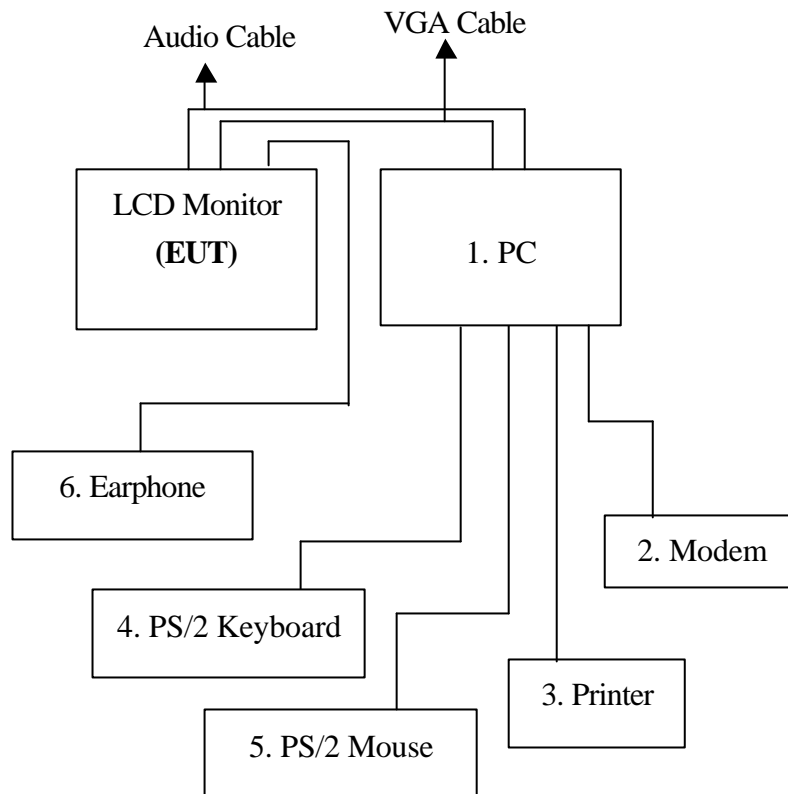 Audio Cable
VGA Cable
LCD Monitor
(EUT)
1. PC
6. Earphone
2. Modem
4. PS/2 Keyboard
3. Printer
5. PS/2 Mouse